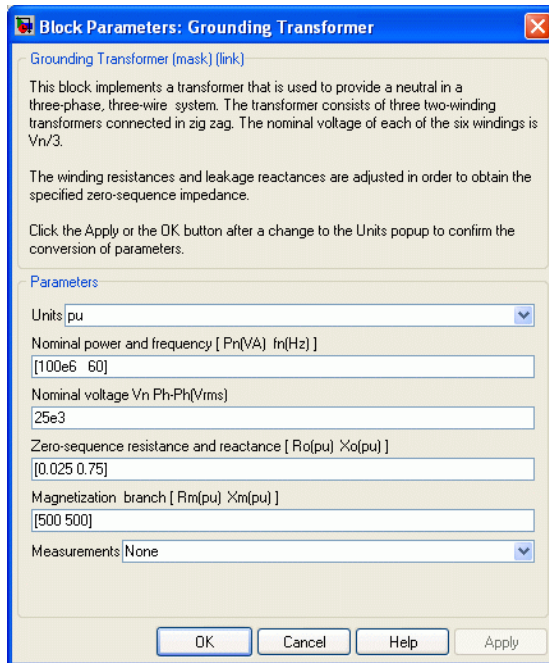 Block Parameters: Grounding Transformer
Grounding Transformer (mask) (link)
This block implements a transformer that is used to provide a neutral in a
three-phase, three-wire system. The transformer consists of three two-winding
transformers connected in zig zag. The nominal voltage of each of the six windings is
Vn/3.
The winding resistances and leakage reactances are adjusted in order to obtain the
specified zero-sequence impedance.
Click the Apply or the OK button after a change to the Units popup to confirm the
conversion of parameters.
Parameters
Units pu
Nominal power and frequency [ Pn(VA) fn(Hz) ]
[100e6 60]
Nominal voltage Vn Ph-Ph(Vrms)
25e3
Zero-sequence resistance and reactance [ Ro(pu) Xo(pu) ]
[0.025 0.75]
Magnetization branch [ Rm(pu) Xm(pu) ]
[500 500]
Measurements None
OK Cancel Help Apply